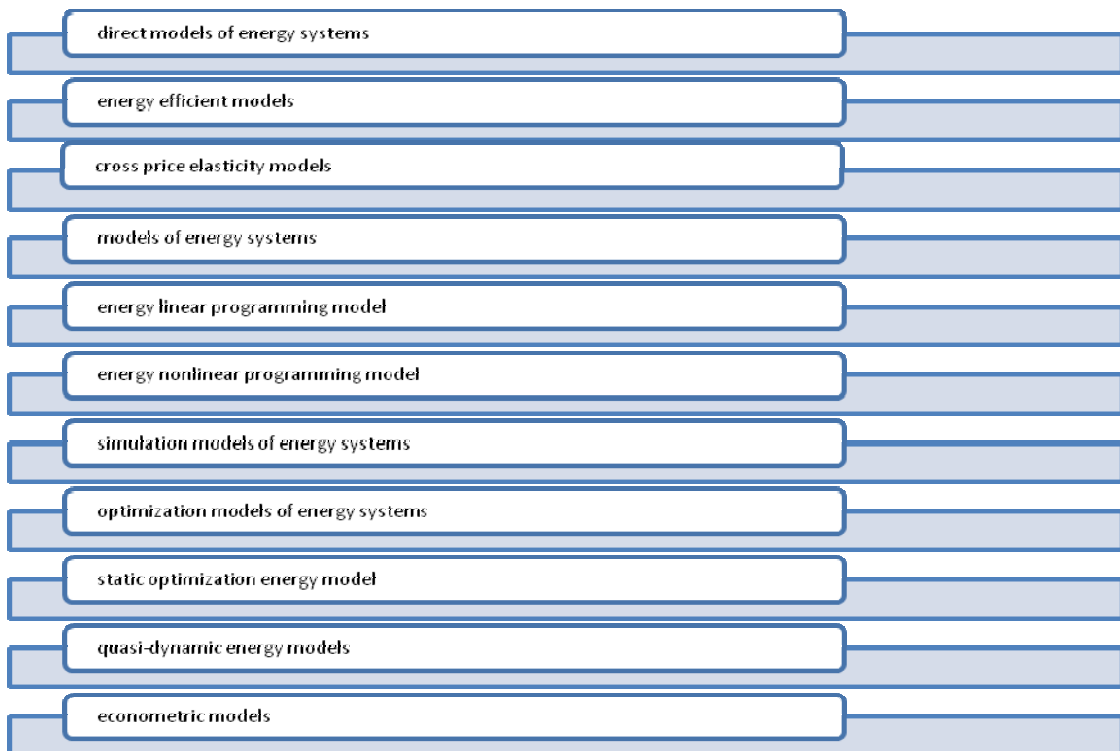 direct models of energy systems
energy efficient models
cross price elasticity models
models of energy systems
energy linear programming model
energy nonlinear programming model
simulation models of energy systems
optimization models of energy systems
static optimization energy model
quasi-dynamic energy models
econometric models